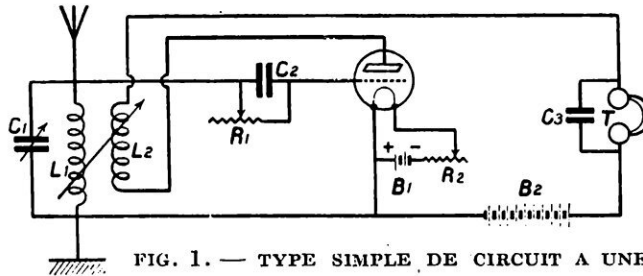 C1
L1
L2
C2
R1
+ -
B1
R2
C3
T
B2
FIG. 1. — TYPE SIMPLE DE CIRCUIT A UNE